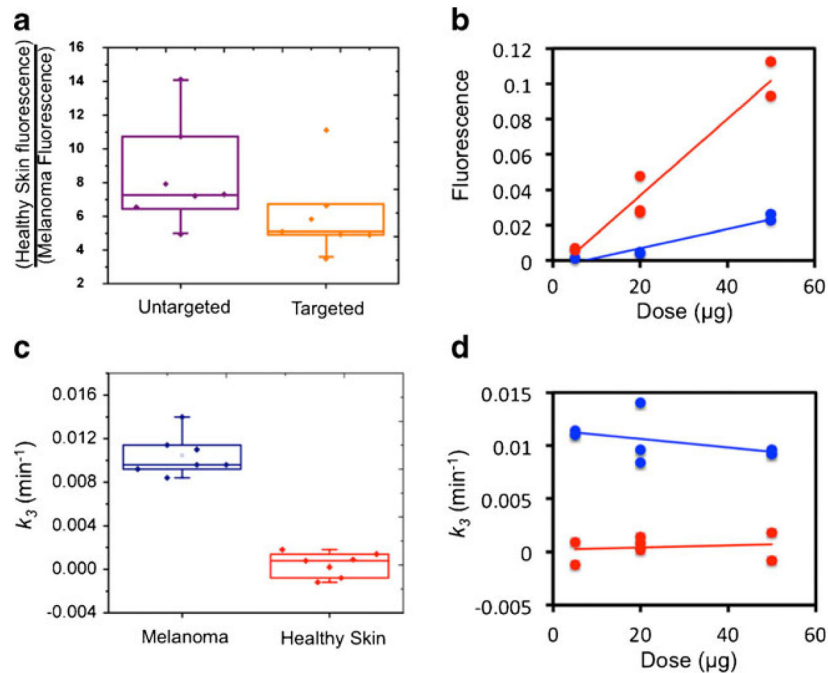 a
(Healthy Skin fluorescence)
(Melanoma Fluorescence)
16
14
12
10
8
6
4
2
Untargeted
Targeted
b
Fluorescence
0.12
0.1
0.08
0.06
0.04
0.02
0
0
20
40
60
Dose (µg)
c
k3 (min-1)
0.016
0.012
0.008
0.004
0.000
-0.004
Melanoma
Healthy Skin
d
k3 (min-1)
0.015
0.01
0.005
0
-0.005
0
20
40
60
Dose (µg)